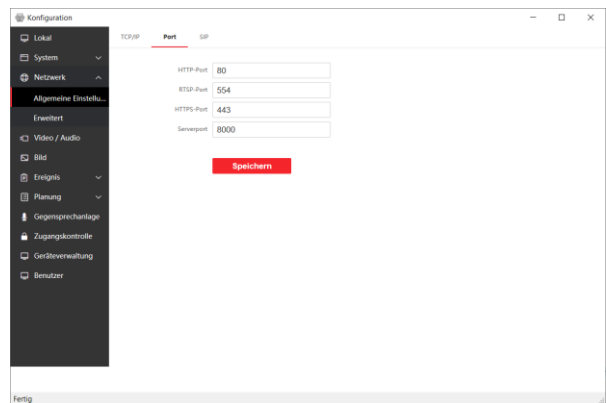 Konfiguration
Lokal
System
Netzwerk
Allgemeine Einstellu...
Erweitert
Video / Audio
Bild
Ereignis
Planung
Gegensprechanlage
Zugangskontrolle
Geräteverwaltung
Benutzer
TCP/IP Port SIP
HTTP-Port 80
RTSP-Port 554
HTTPS-Port 443
Serverport 8000
Speichern
Fertig